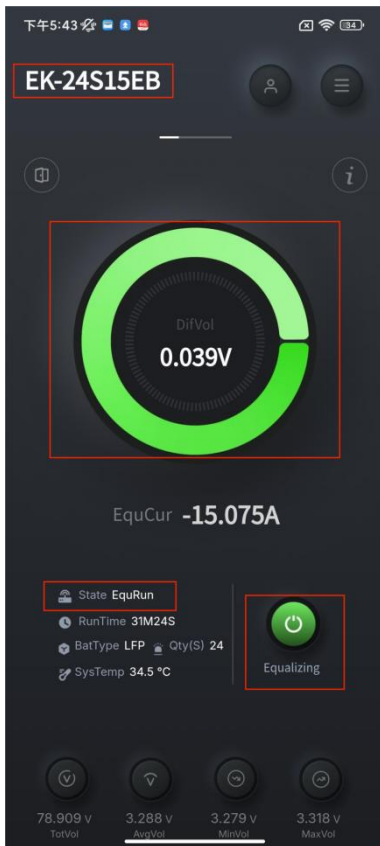 下午5:43
34
EK-24S15EB
i
DifVol
0.039V
EquCur -15.075A
State EquRun
RunTime 31M24S
BatType LFP Qty(S) 24
SysTemp 34.5 °C
Equalizing
78.909 V 3.288 V 3.279 V 3.318 V
TotVol AvgVol MinVol MaxVol